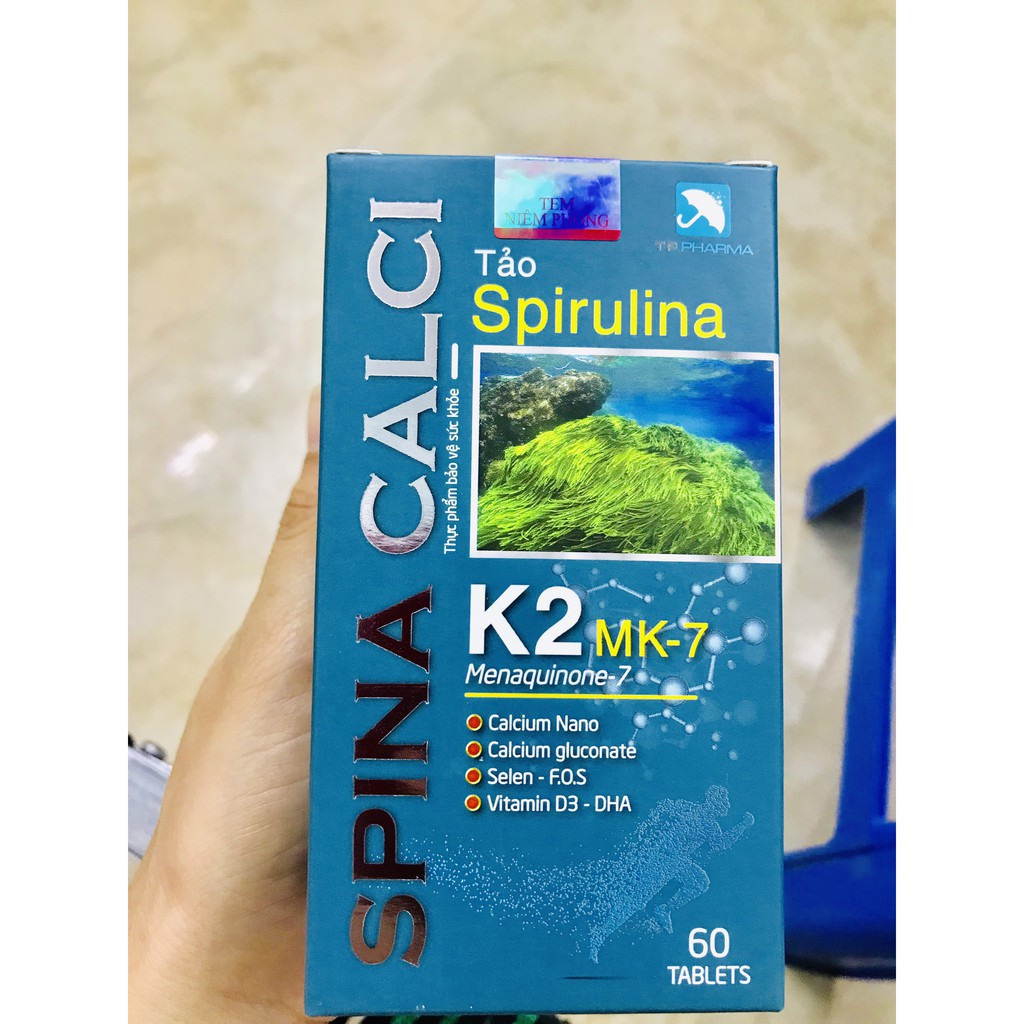 TEM
NIÊM PHONG
TP PHARMA
SPINA CALCI
Thực phẩm bảo vệ sức khỏe
Tảo
Spirulina
K2 MK-7
Menaquinone-7
Calcium Nano
Calcium gluconate
Selen - F.O.S
Vitamin D3 - DHA
60
TABLETS